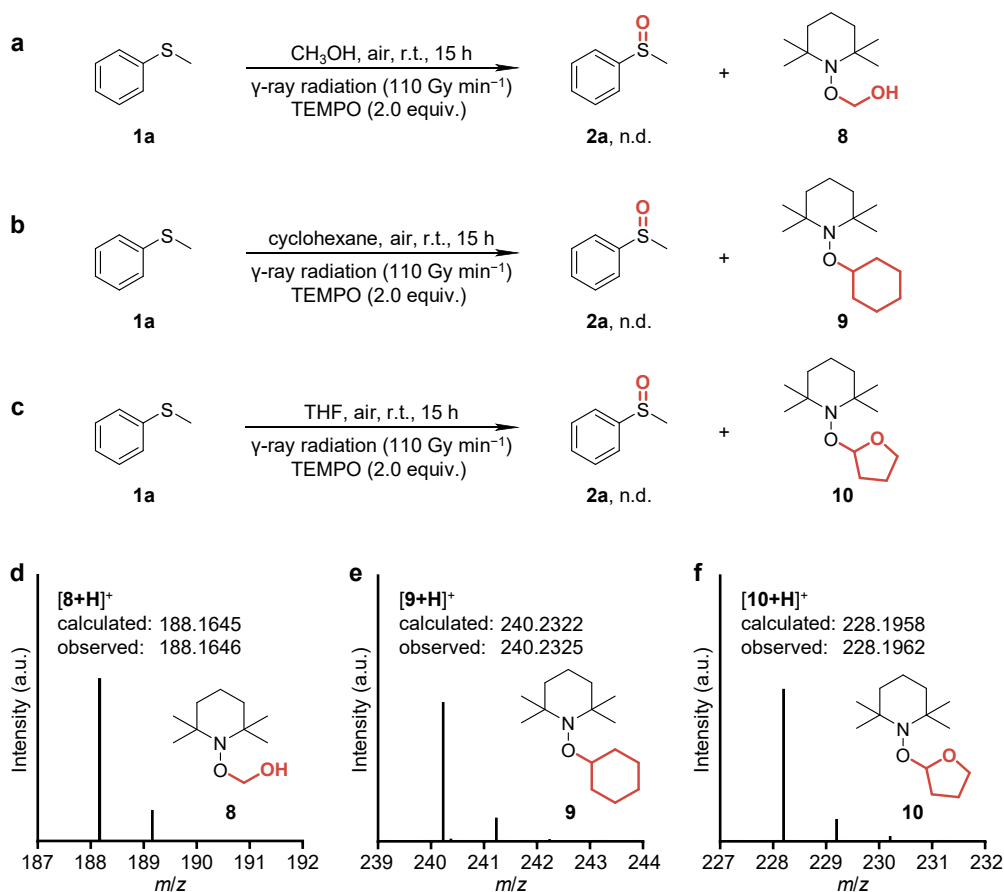 a
S
CH₃OH, air, r.t., 15 h
γ-ray radiation (110 Gy min⁻¹)
TEMPO (2.0 equiv.)
1a
O
S
2a, n.d.
+
N
O
OH
8
b
S
cyclohexane, air, r.t., 15 h
γ-ray radiation (110 Gy min⁻¹)
TEMPO (2.0 equiv.)
1a
O
S
2a, n.d.
+
N
O
9
c
S
THF, air, r.t., 15 h
γ-ray radiation (110 Gy min⁻¹)
TEMPO (2.0 equiv.)
1a
O
S
2a, n.d.
+
N
O
O
10
d
[8+H]⁺
calculated: 188.1645
observed: 188.1646
N
O
OH
8
Intensity (a.u.)
187 188 189 190 191 192
m/z
e
[9+H]⁺
calculated: 240.2322
observed: 240.2325
N
O
9
Intensity (a.u.)
239 240 241 242 243 244
m/z
f
[10+H]⁺
calculated: 228.1958
observed: 228.1962
N
O
O
10
Intensity (a.u.)
227 228 229 230 231 232
m/z